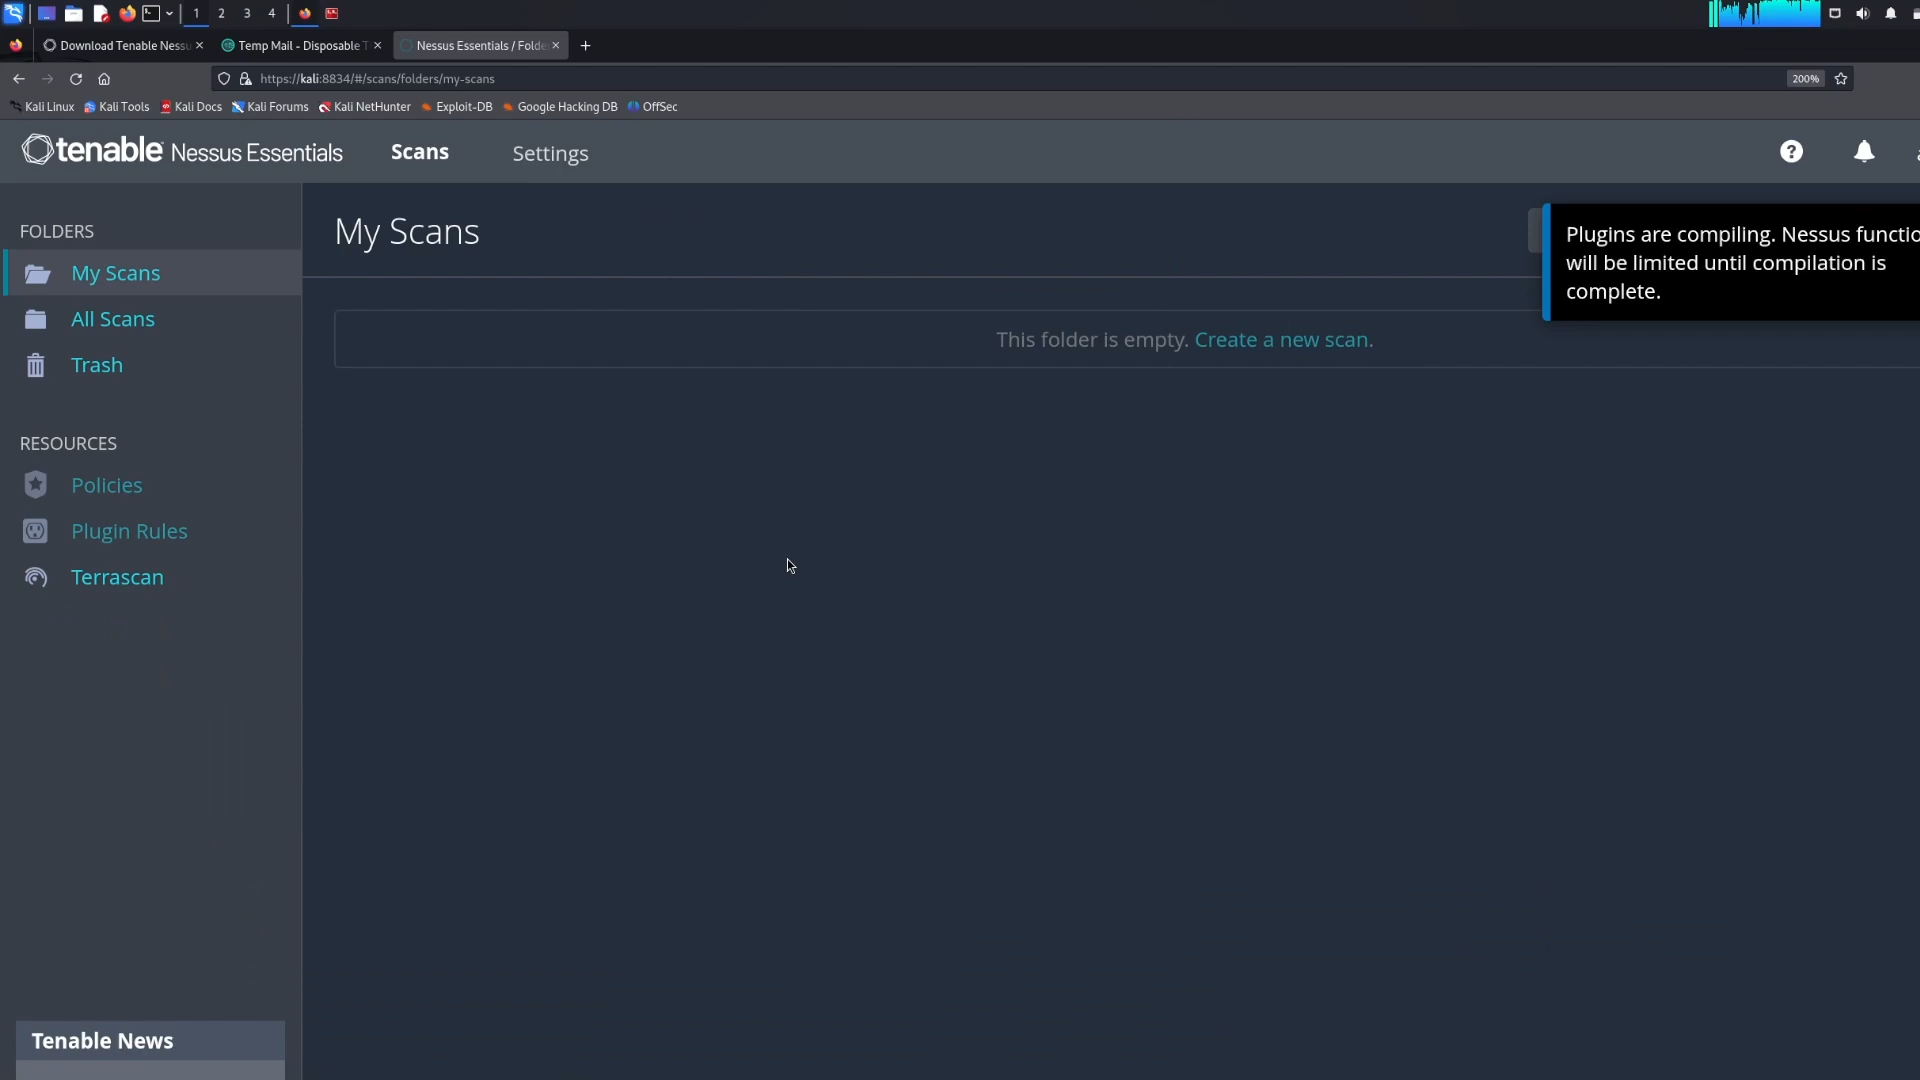 1 2 3 4
Download Tenable Nessu
Temp Mail - Disposable T
Nessus Essentials / Folde
https://kali:8834/#/scans/folders/my-scans
200%
Kali Linux Kali Tools Kali Docs Kali Forums Kali NetHunter Exploit-DB Google Hacking DB OffSec
tenable Nessus Essentials
Scans
Settings
FOLDERS
My Scans
All Scans
Trash
RESOURCES
Policies
Plugin Rules
Terrascan
Tenable News
My Scans
Plugins are compiling. Nessus functio
will be limited until compilation is
complete.
This folder is empty. Create a new scan.